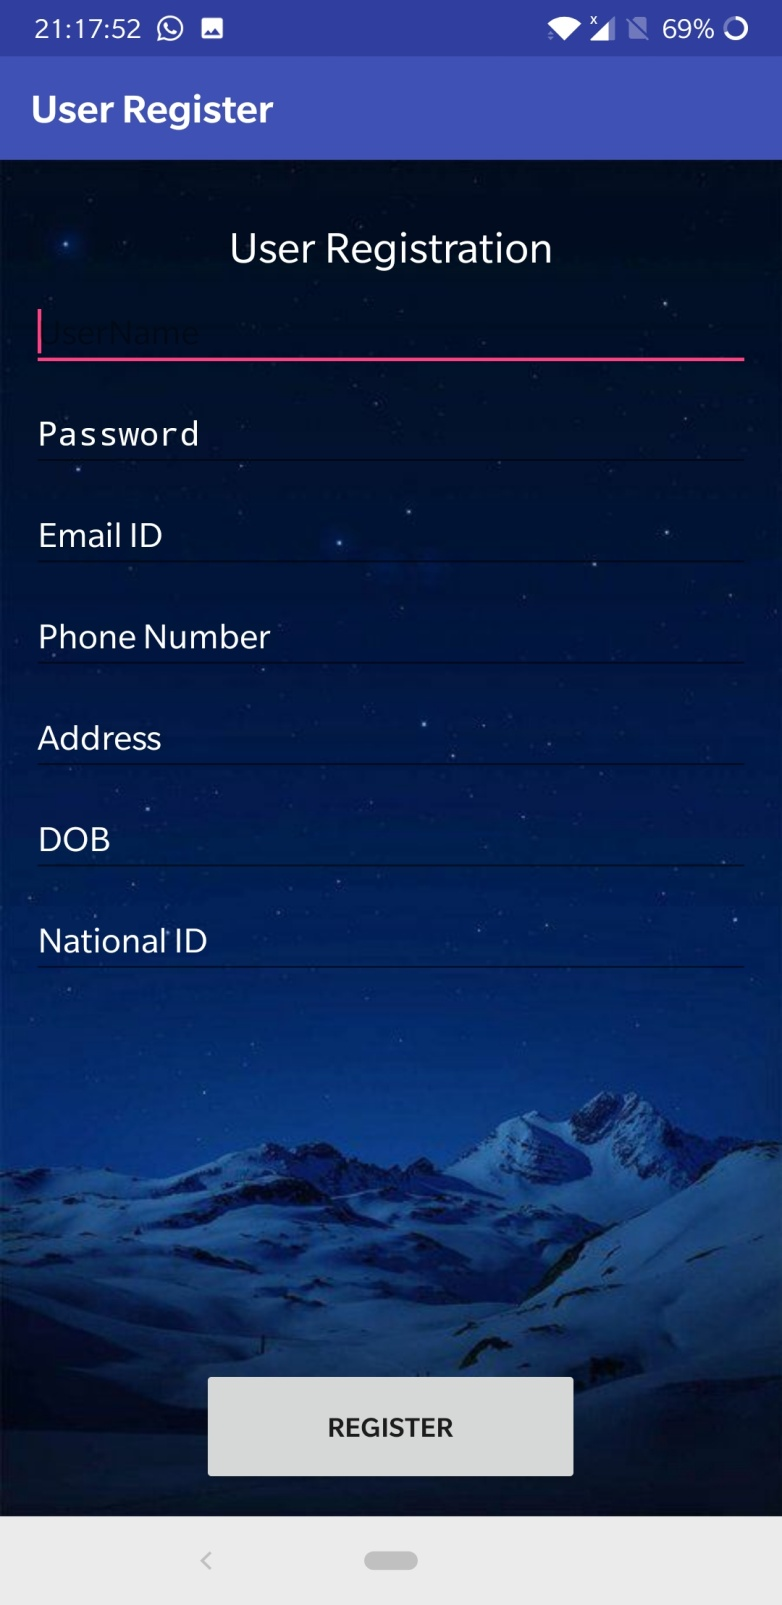 21:17:52 69%
User Register
User Registration
UserName
Password
Email ID
Phone Number
Address
DOB
National ID
REGISTER